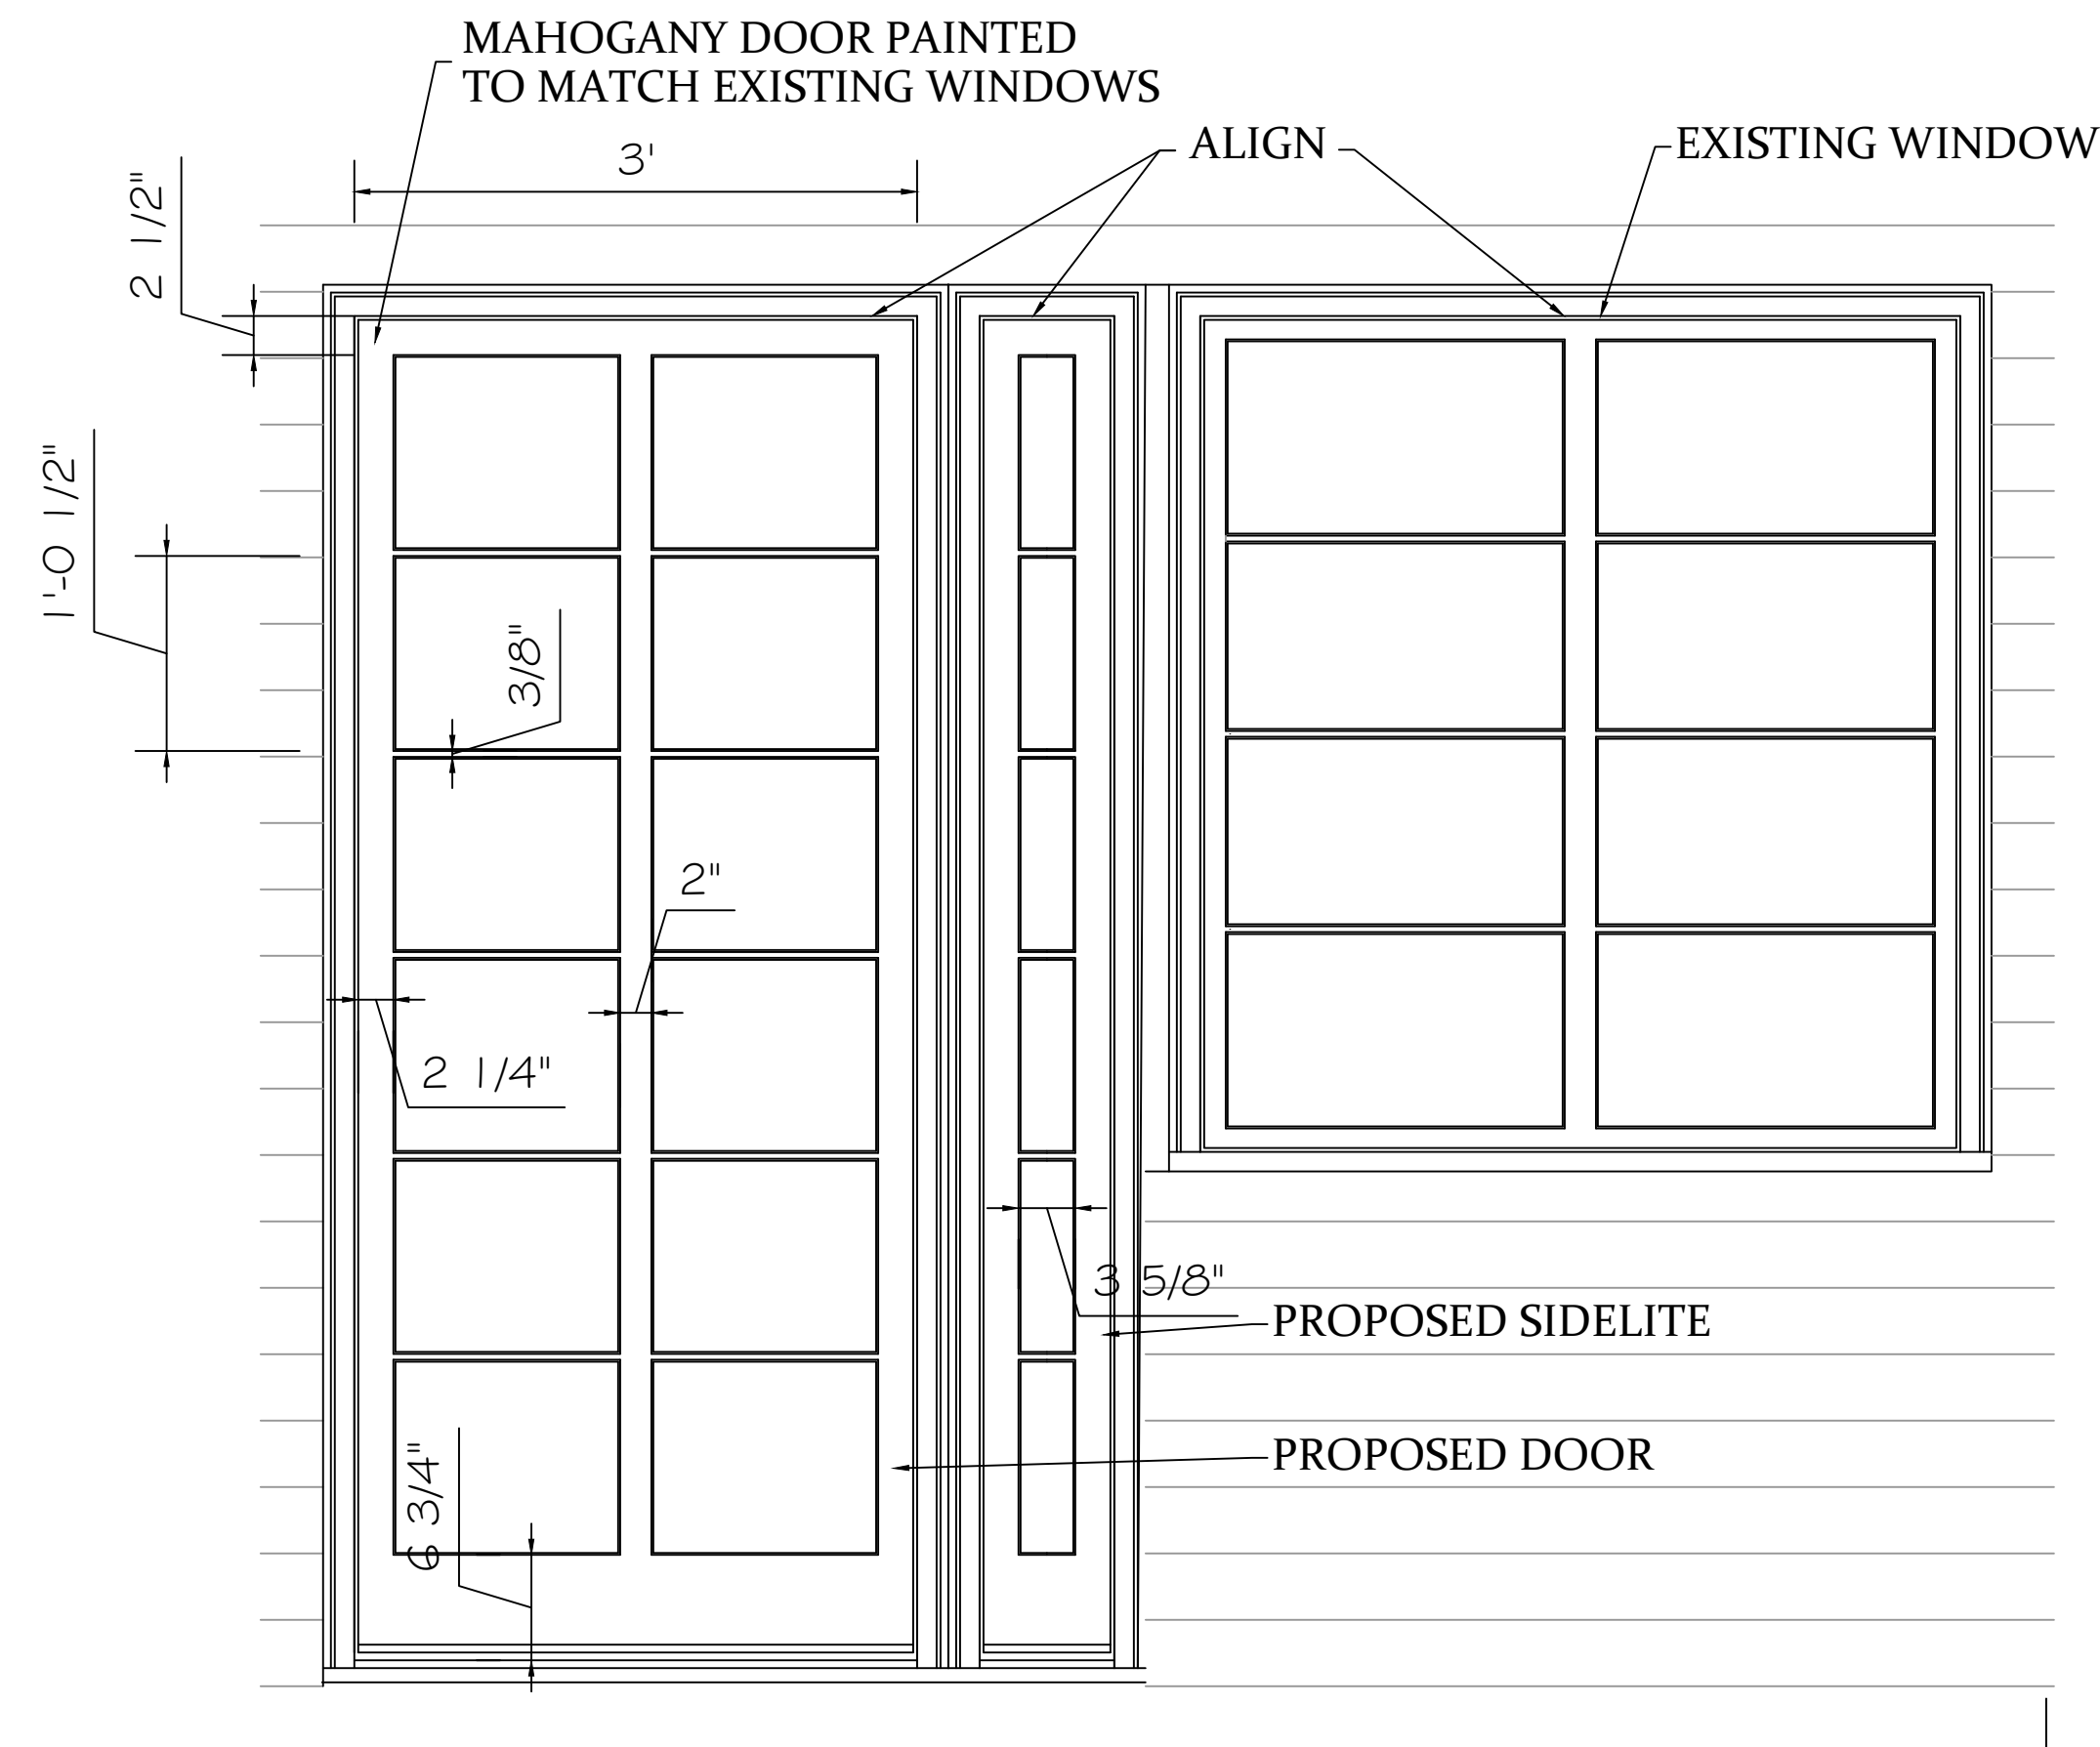 MAHOGANY DOOR PAINTED
TO MATCH EXISTING WINDOWS
ALIGN
EXISTING WINDOW
3'
2 1/2"
1'-0 1/2"
3/8"
2"
2 1/4"
3 5/8"
PROPOSED SIDELITE
PROPOSED DOOR
6 3/4"